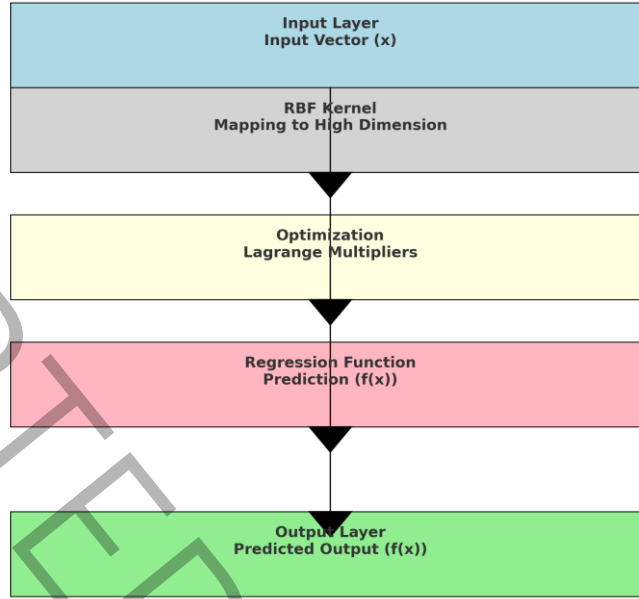 Input Layer
Input Vector (x)
RBF Kernel
Mapping to High Dimension
Optimization
Lagrange Multipliers
Regression Function
Prediction (f(x))
Output Layer
Predicted Output (f(x))